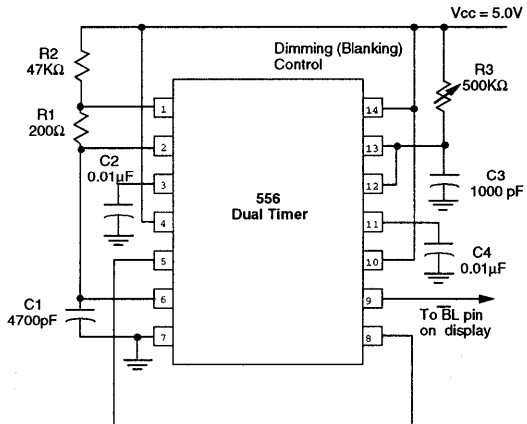 Vcc = 5.0V
R2
47KΩ
Dimming (Blanking)
Control
R3
500KΩ
R1
200Ω
1
14
2
13
C2
0.01µF
3
12
C3
1000 pF
556
Dual Timer
4
11
5
10
C4
0.01µF
C1
4700pF
6
9
To BL pin
on display
7
8